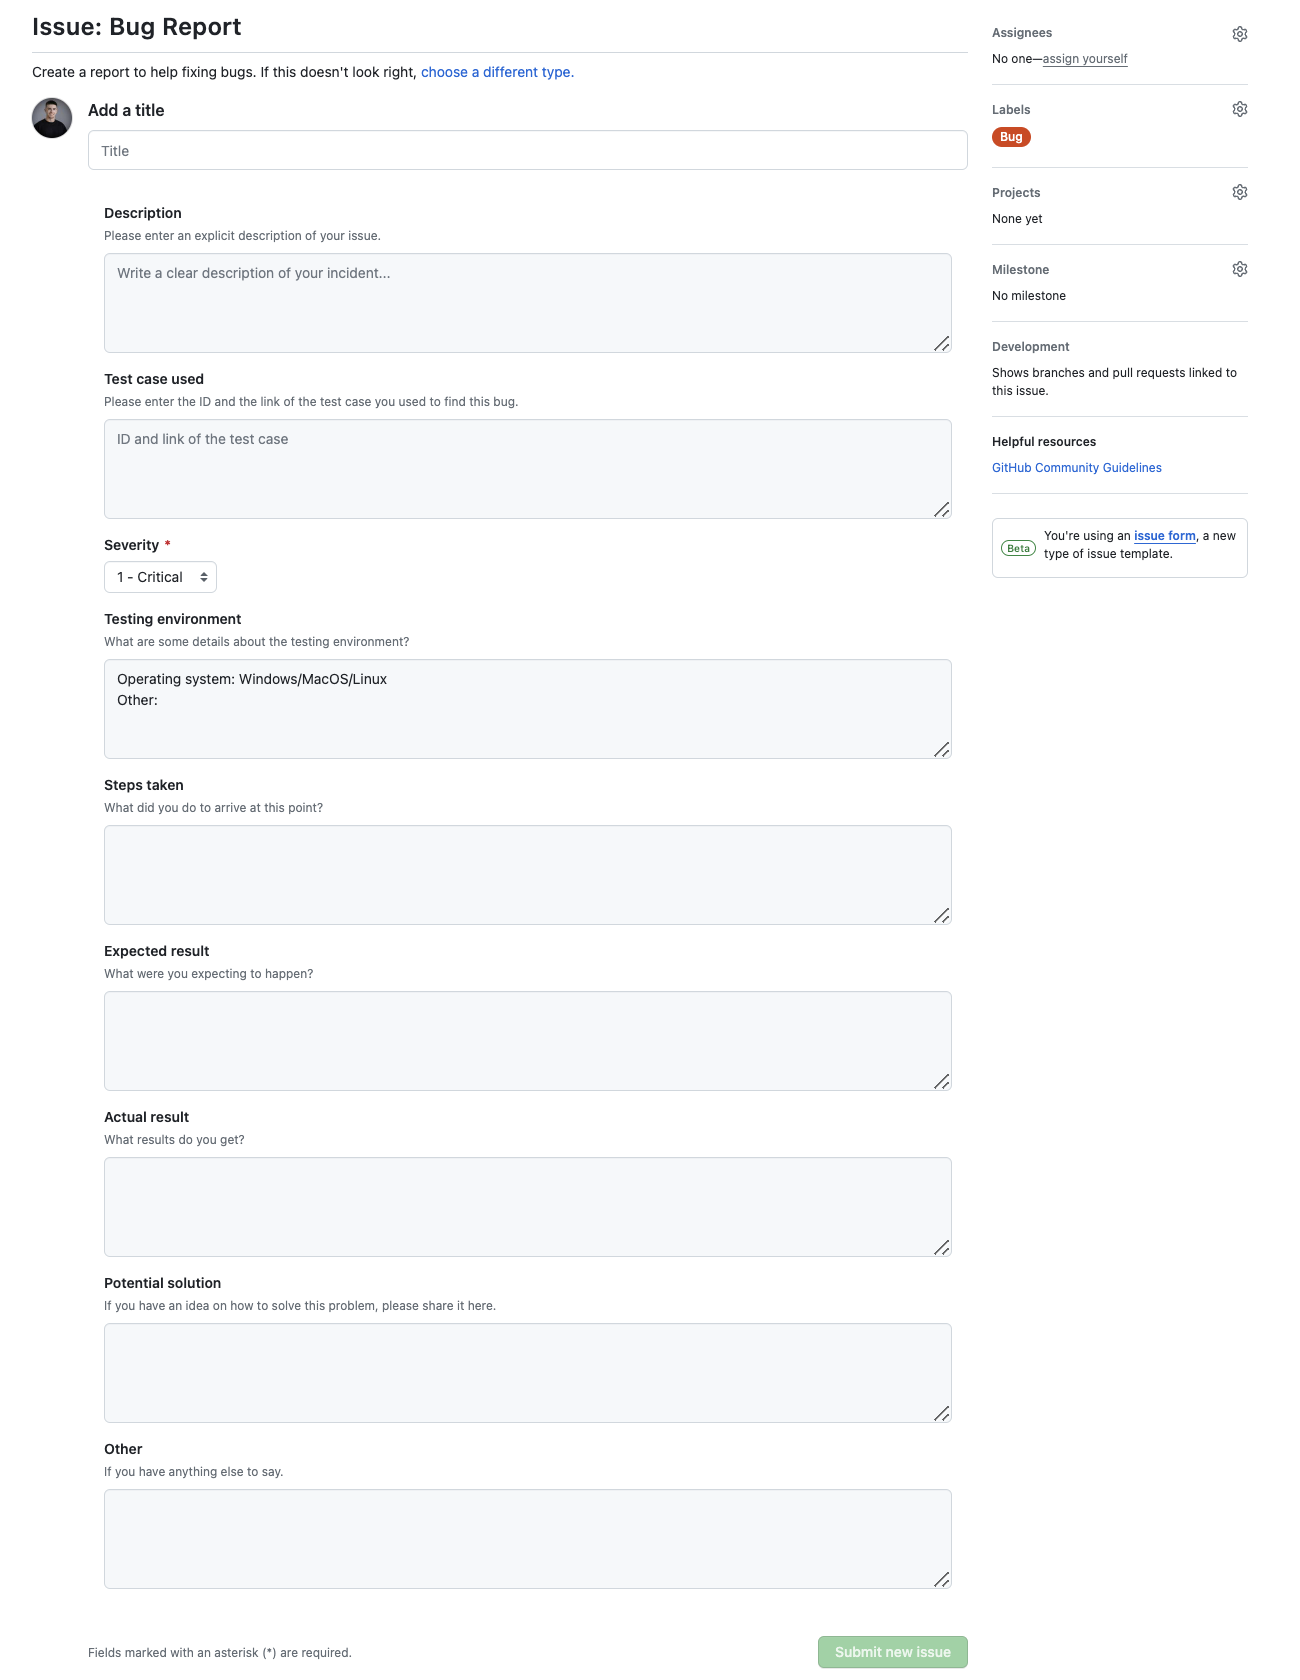 Issue: Bug Report
Create a report to help fixing bugs. If this doesn't look right, choose a different type.
Add a title
Title
Description
Please enter an explicit description of your issue.
Write a clear description of your incident...
Test case used
Please enter the ID and the link of the test case you used to find this bug.
ID and link of the test case
Severity *
1 - Critical
Testing environment
What are some details about the testing environment?
Operating system: Windows/MacOS/Linux
Other:
Steps taken
What did you do to arrive at this point?
Expected result
What were you expecting to happen?
Actual result
What results do you get?
Potential solution
If you have an idea on how to solve this problem, please share it here.
Other
If you have anything else to say.
Fields marked with an asterisk (*) are required.
Submit new issue
Assignees
No one—assign yourself
Labels
Bug
Projects
None yet
Milestone
No milestone
Development
Shows branches and pull requests linked to
this issue.
Helpful resources
GitHub Community Guidelines
Beta
You're using an issue form, a new
type of issue template.